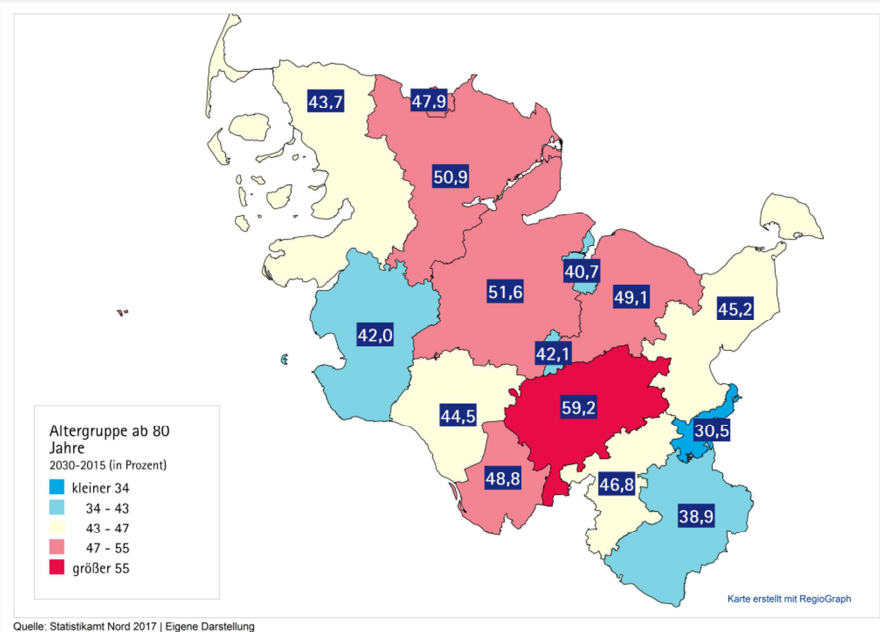 43,7
47,9
50,9
40,7
51,6
49,1
45,2
42,0
42,1
59,2
44,5
30,5
48,8
46,8
38,9
Altergruppe ab 80
Jahre
2030-2015 (in Prozent)
kleiner 34
34 - 43
43 - 47
47 - 55
größer 55
Karte erstellt mit RegioGraph
Quelle: Statistikamt Nord 2017 | Eigene Darstellung